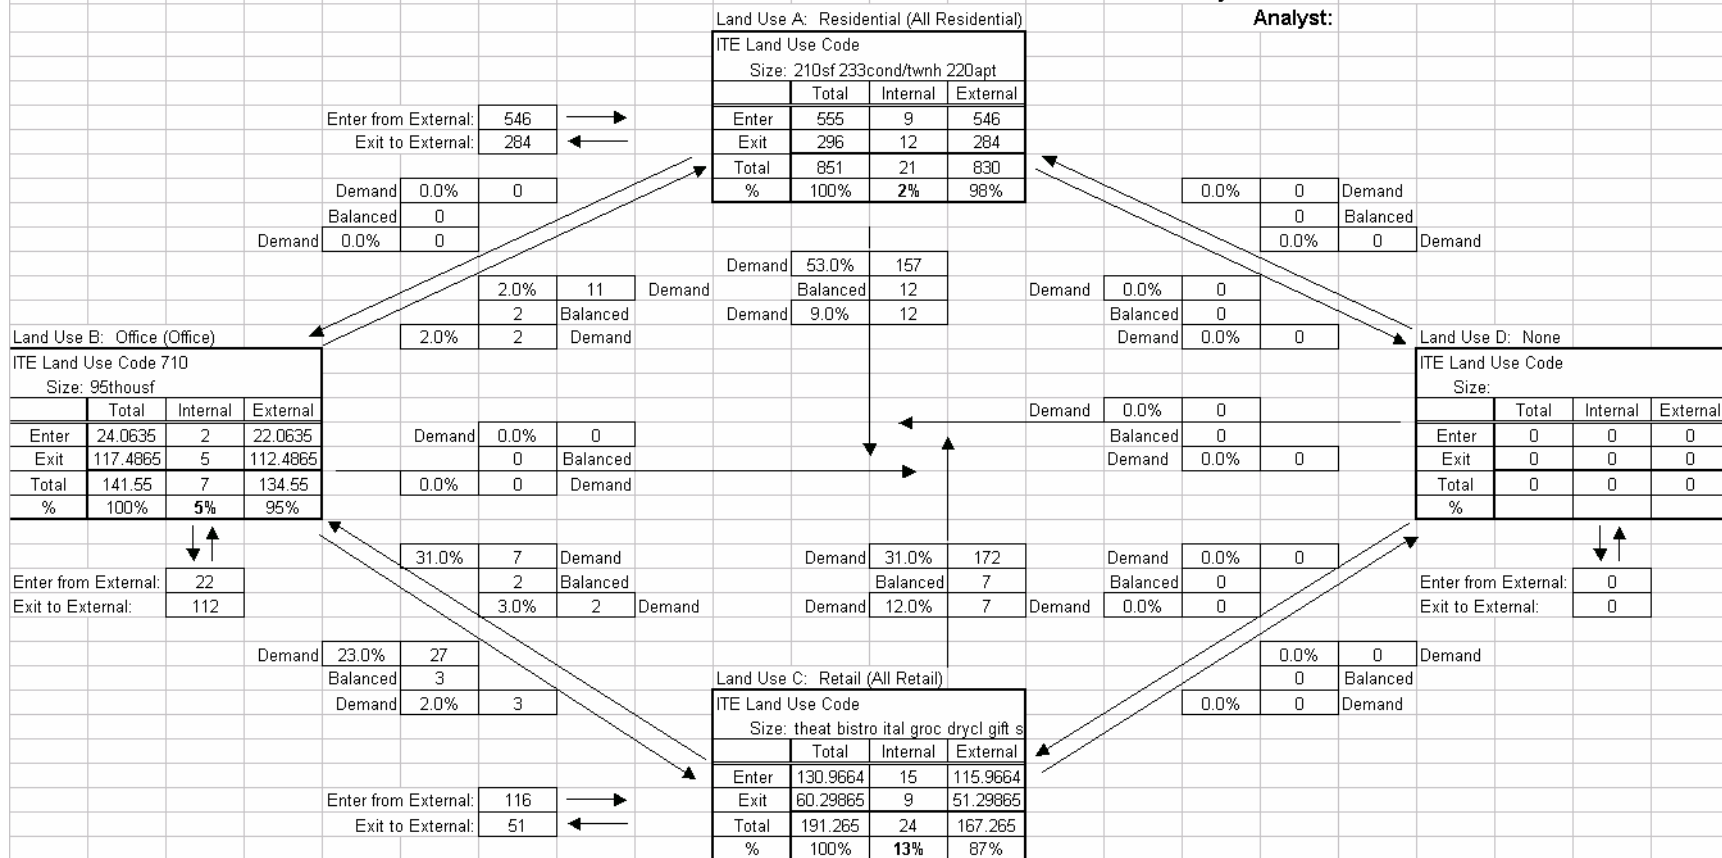 Land Use A: Residential (All Residential)
Analyst:
ITE Land Use Code
Size: 210sf 233cond/twnh 220apt
Total Internal External
Enter from External: 546 Enter 555 9 546
Exit to External: 284 Exit 296 12 284
Total 851 21 830
Demand 0.0% 0 % 100% 2% 98% 0.0% 0 Demand
Balanced 0 0 Balanced
Demand 0.0% 0 0.0% 0 Demand
Demand 53.0% 157
2.0% 11 Demand Balanced 12 Demand 0.0% 0
2 Balanced Demand 9.0% 12 Balanced 0
Land Use B: Office (Office) 2.0% 2 Demand Demand 0.0% 0 Land Use D: None
ITE Land Use Code 710 ITE Land Use Code
Size: 95thousf Size:
Total Internal External Demand 0.0% 0 Total Internal External
Enter 24.0635 2 22.0635 Demand 0.0% 0 Balanced 0 Enter 0 0 0
Exit 117.4865 5 112.4865 0 Balanced Demand 0.0% 0 Exit 0 0 0
Total 141.55 7 134.55 0.0% 0 Demand Total 0 0 0
% 100% 5% 95% %
31.0% 7 Demand Demand 31.0% 172 Demand 0.0% 0
Enter from External: 22 2 Balanced Balanced 7 Balanced 0 Enter from External: 0
Exit to External: 112 3.0% 2 Demand Demand 12.0% 7 Demand 0.0% 0 Exit to External: 0
Demand 23.0% 27 0.0% 0 Demand
Balanced 3 Land Use C: Retail (All Retail) 0 Balanced
Demand 2.0% 3 ITE Land Use Code 0.0% 0 Demand
Size: theat bistro ital groc drycl gift s
Total Internal External
Enter 130.9664 15 115.9664
Enter from External: 116 Exit 60.29865 9 51.29865
Exit to External: 51 Total 191.265 24 167.265
% 100% 13% 87%